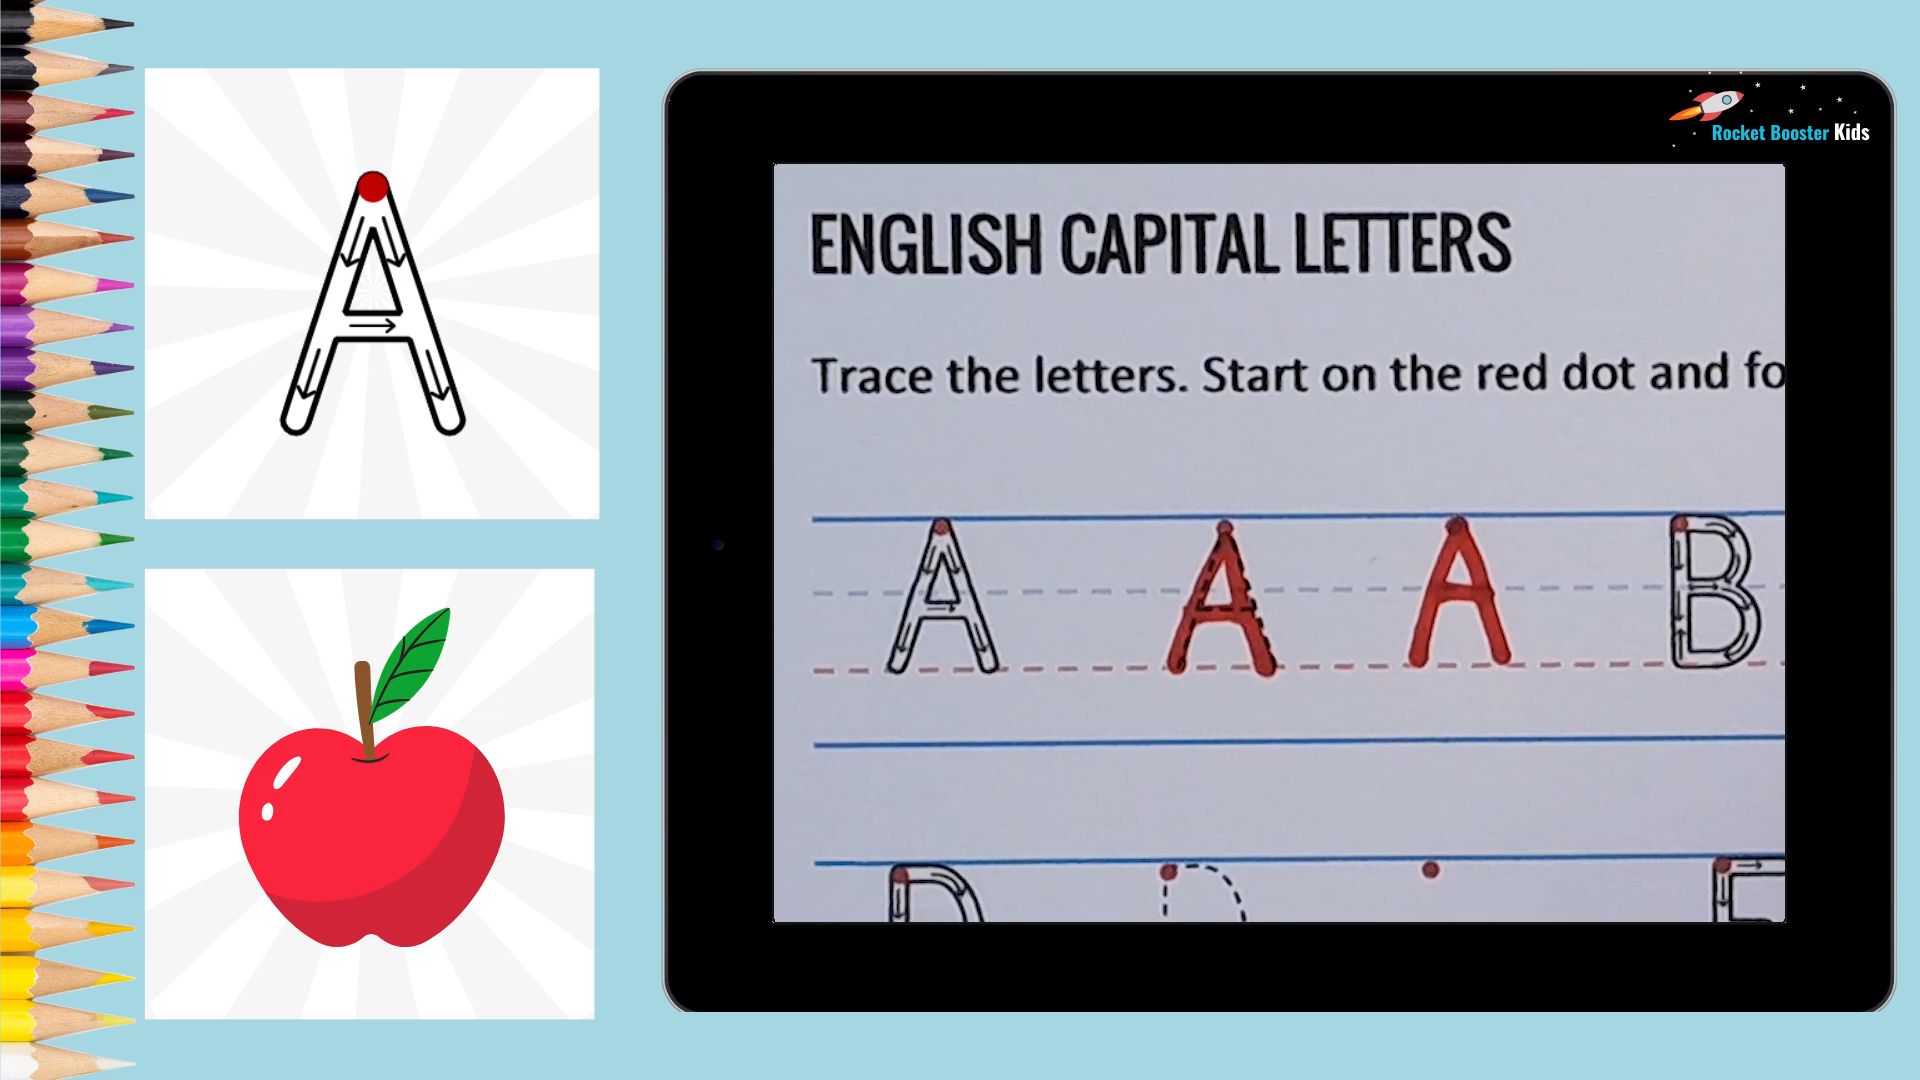 A
Rocket Booster Kids
ENGLISH CAPITAL LETTERS
Trace the letters. Start on the red dot and fo
A A A B